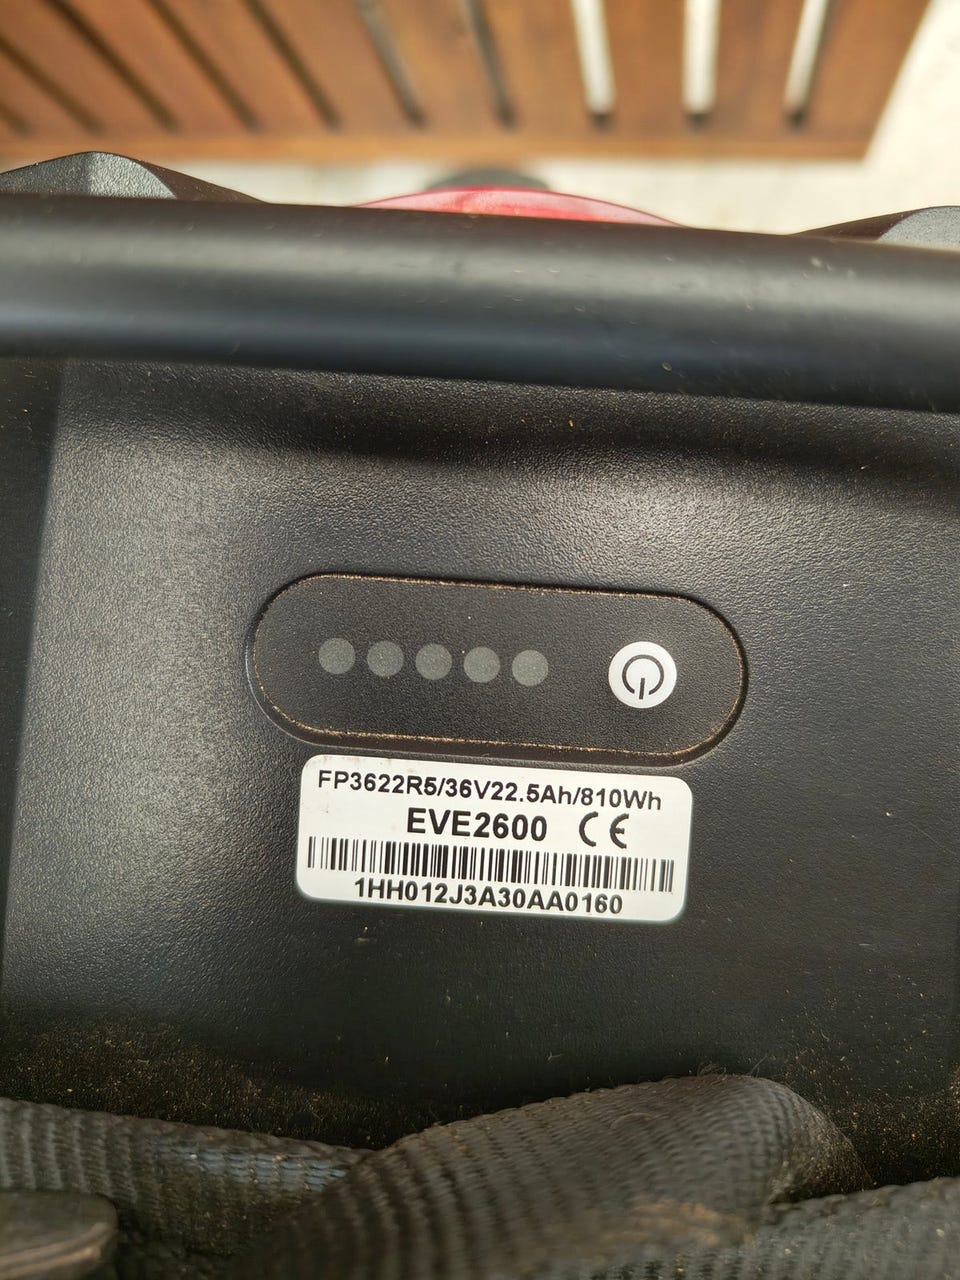 FP3622R5/36V22.5Ah/810Wh
EVE2600 CE
1HH012J3A30AA0160